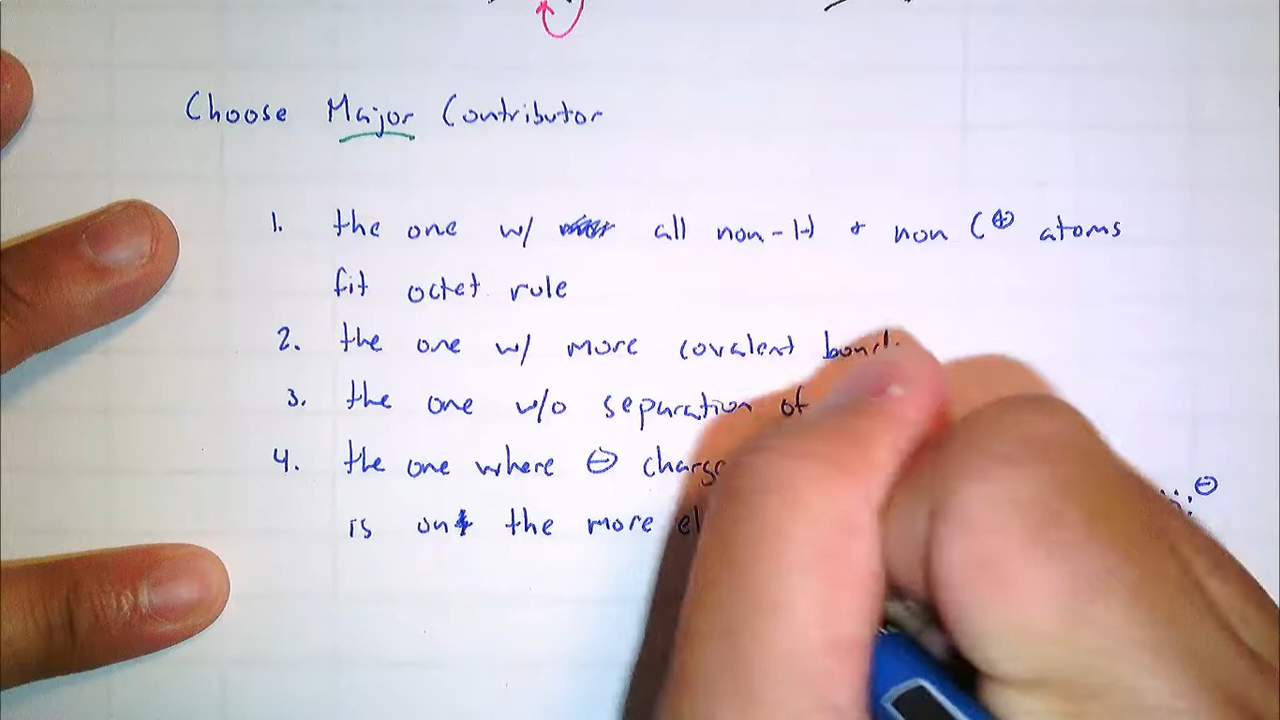 Choose Major Contributor
1. the one w/ all non-H + non C⊕ atoms
fit octet rule
2. the one w/ more covalent
3. the one w/o separation of
4. the one where ⊖ charge
is on the more
⊖